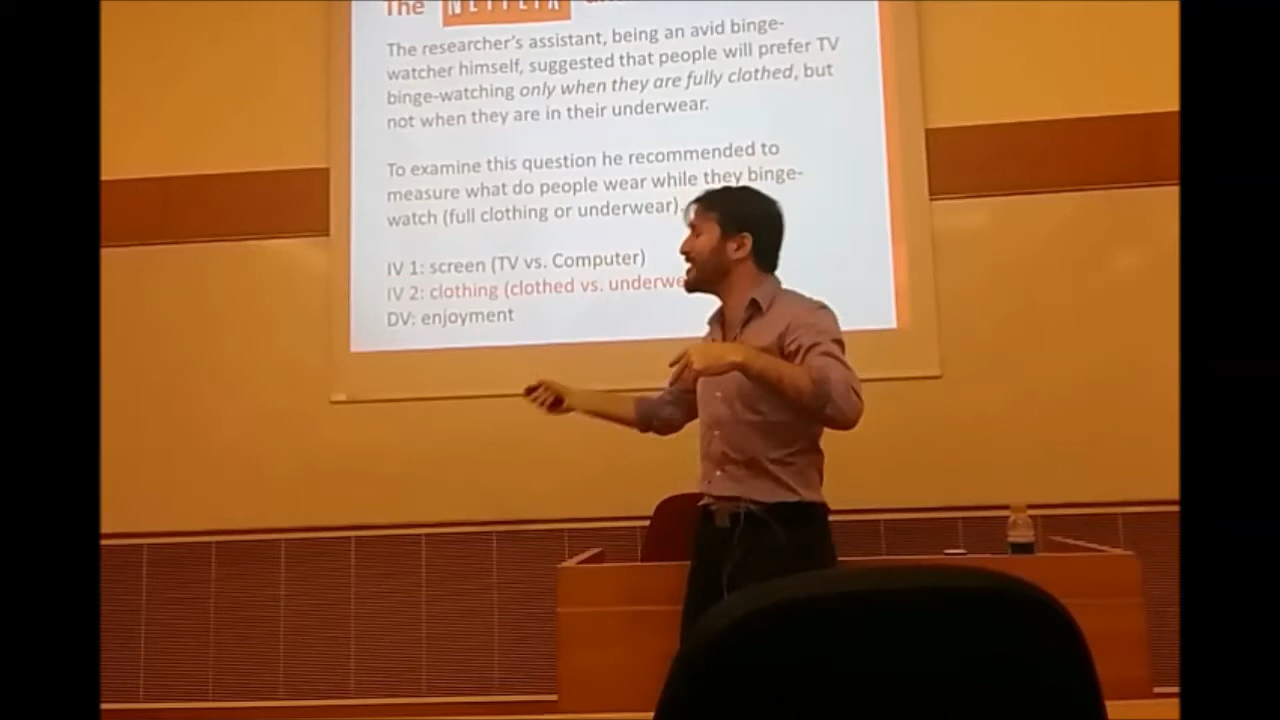 The NETFLIX
The researcher's assistant, being an avid binge-
watcher himself, suggested that people will prefer TV
binge-watching only when they are fully clothed, but
not when they are in their underwear.
To examine this question he recommended to
measure what do people wear while they binge-
watch (full clothing or underwear).
IV 1: screen (TV vs. Computer)
IV 2: clothing (clothed vs. underwe
DV: enjoyment